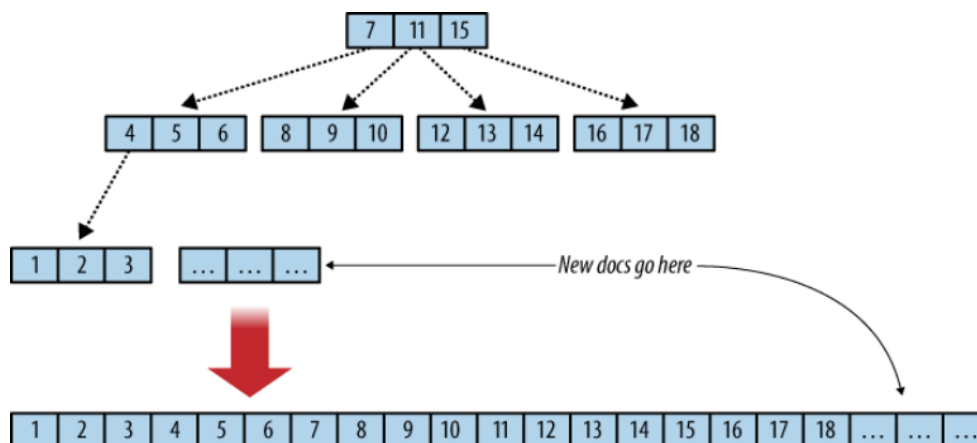 7 11 15
4 5 6 8 9 10 12 13 14 16 17 18
1 2 3 ... ... ... New docs go here
1 2 3 4 5 6 7 8 9 10 11 12 13 14 15 16 17 18 ... ... ...